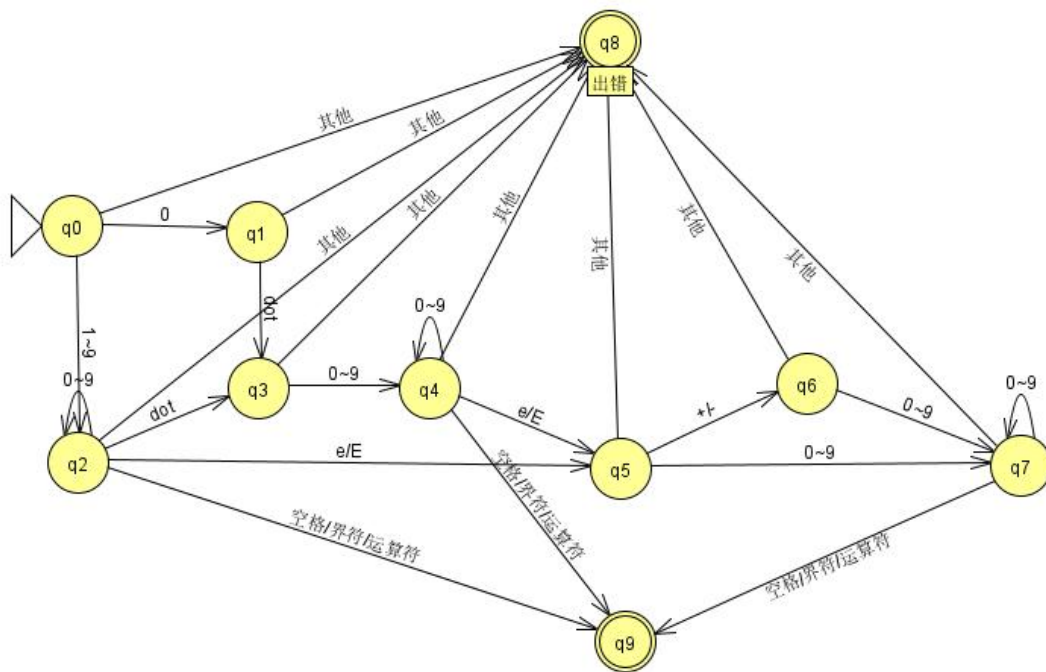 q8
出错
其他
其他
q0
0
q1
其他
其他
其他
其他
其他
其他
dot
1~9
0~9
0~9
0~9
q3
0~9
q4
q6
+/-
0~9
dot
e/E
q2
e/E
q5
0~9
q7
空格/界符/运算符
空格/界符/运算符
空格/界符/运算符
q9